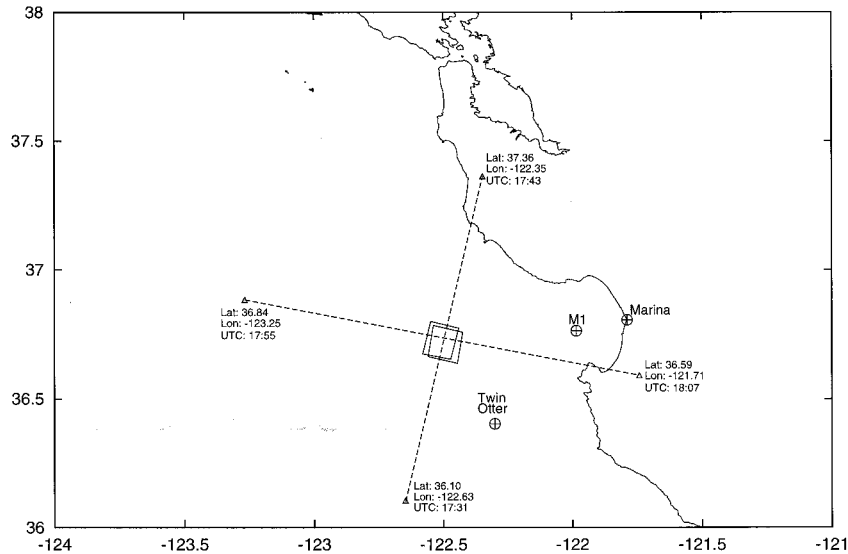 38
37.5
37
36.5
36
Lat: 37.36
Lon: -122.35
UTC: 17:43
Lat: 36.84
Lon: -123.25
UTC: 17:55
M1
Marina
Lat: 36.59
Lon: -121.71
UTC: 18:07
Twin
Otter
Lat: 36.10
Lon: -122.63
UTC: 17:31
-124
-123.5
-123
-122.5
-122
-121.5
-121